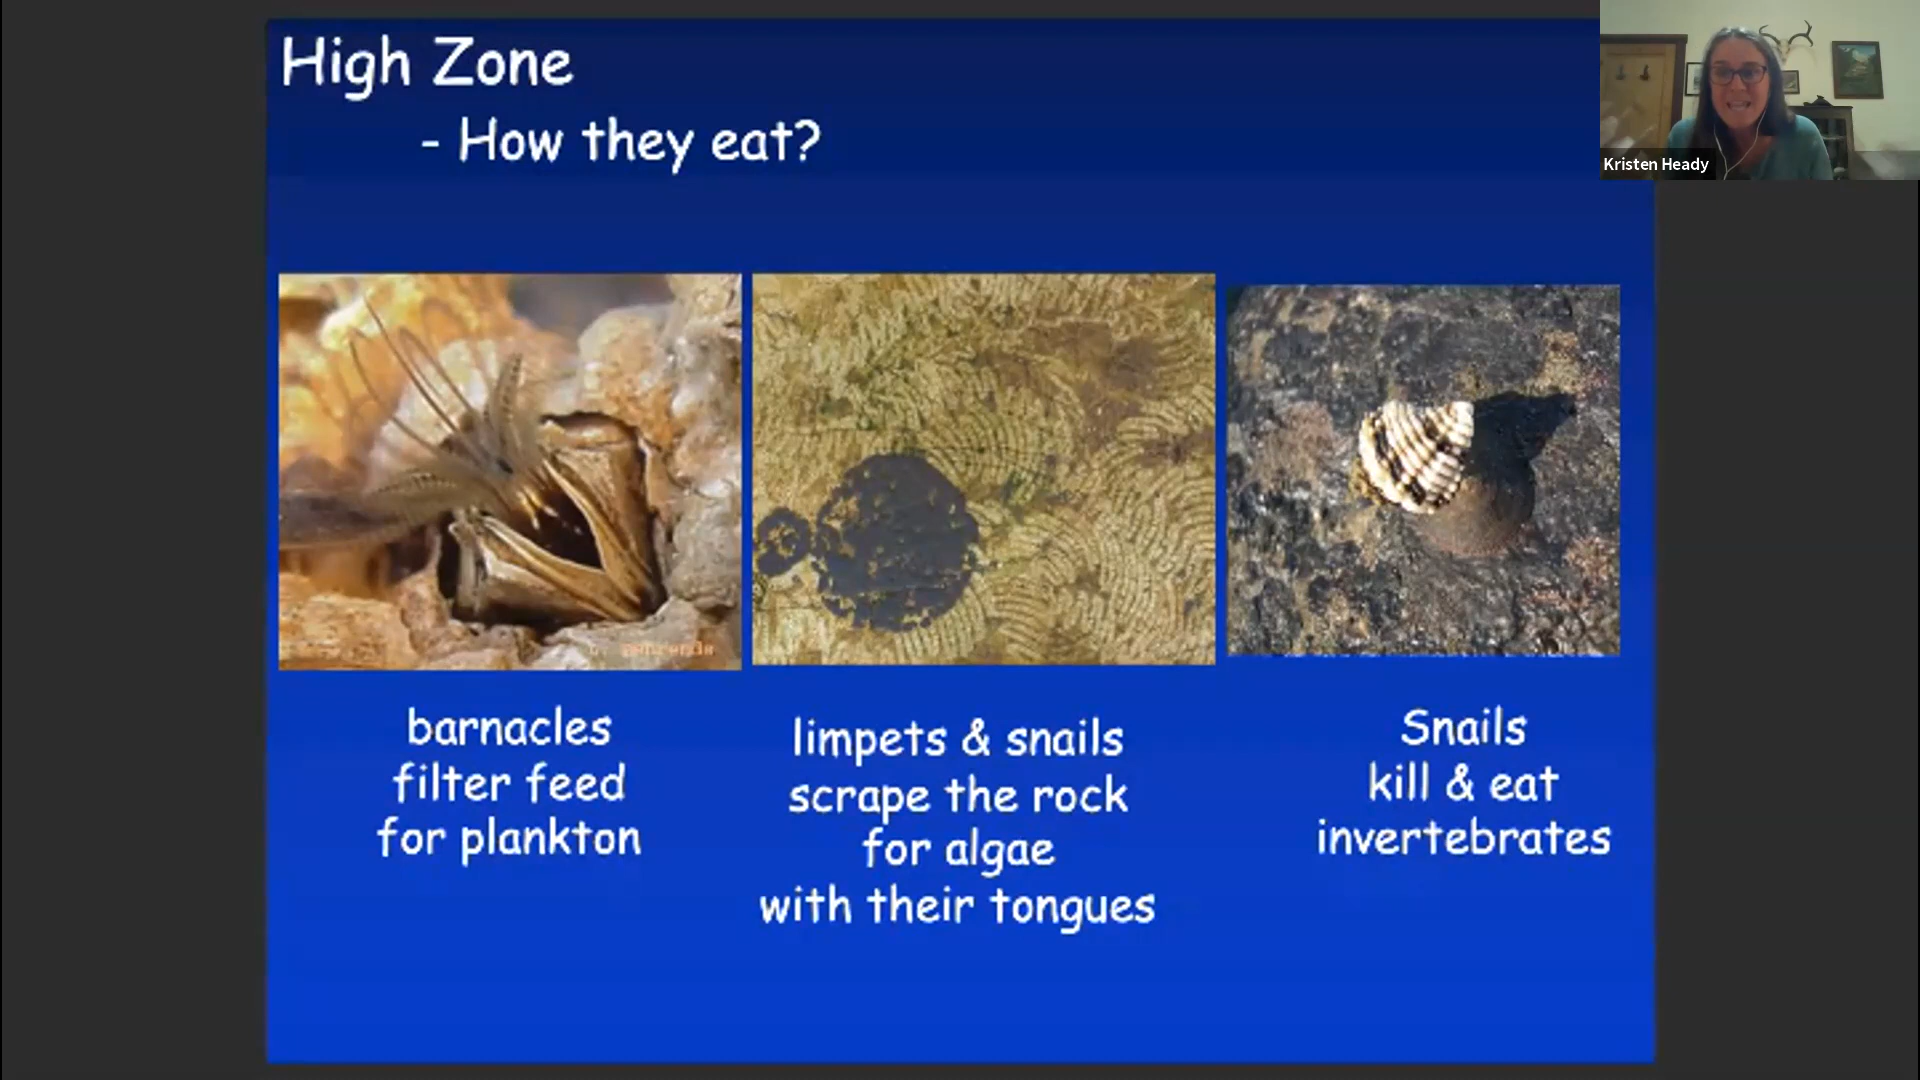 High Zone
- How they eat?
Kristen Heady
barnacles
filter feed
for plankton
limpets & snails
scrape the rock
for algae
with their tongues
Snails
kill & eat
invertebrates